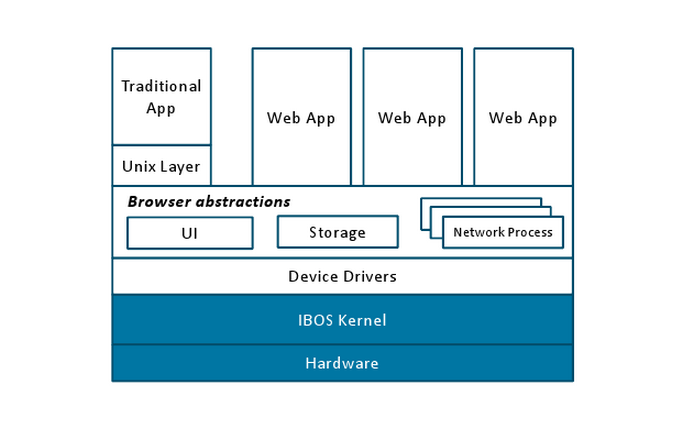 Traditional
App
Web App
Web App
Web App
Unix Layer
Browser abstractions
UI
Storage
Network Process
Device Drivers
IBOS Kernel
Hardware